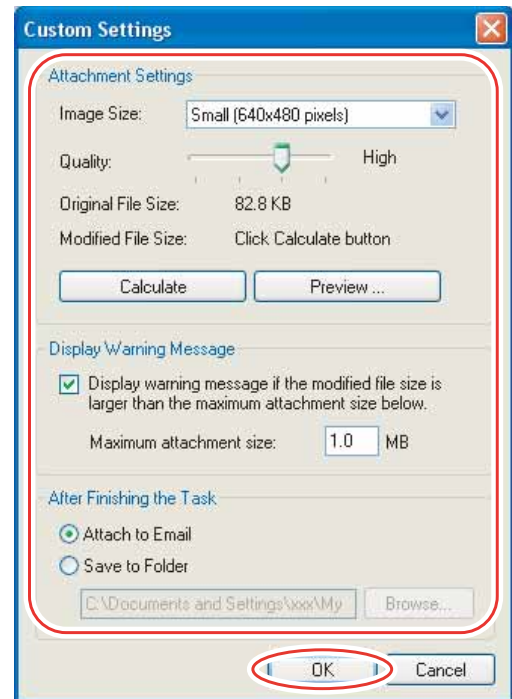 Custom Settings
Attachment Settings
Image Size: Small (640x480 pixels)
Quality: High
Original File Size: 82.8 KB
Modified File Size: Click Calculate button
Calculate Preview ...
Display Warning Message
Display warning message if the modified file size is
larger than the maximum attachment size below.
Maximum attachment size: 1.0 MB
After Finishing the Task
Attach to Email
Save to Folder
C:\Documents and Settings\xxx\My Browse...
OK Cancel